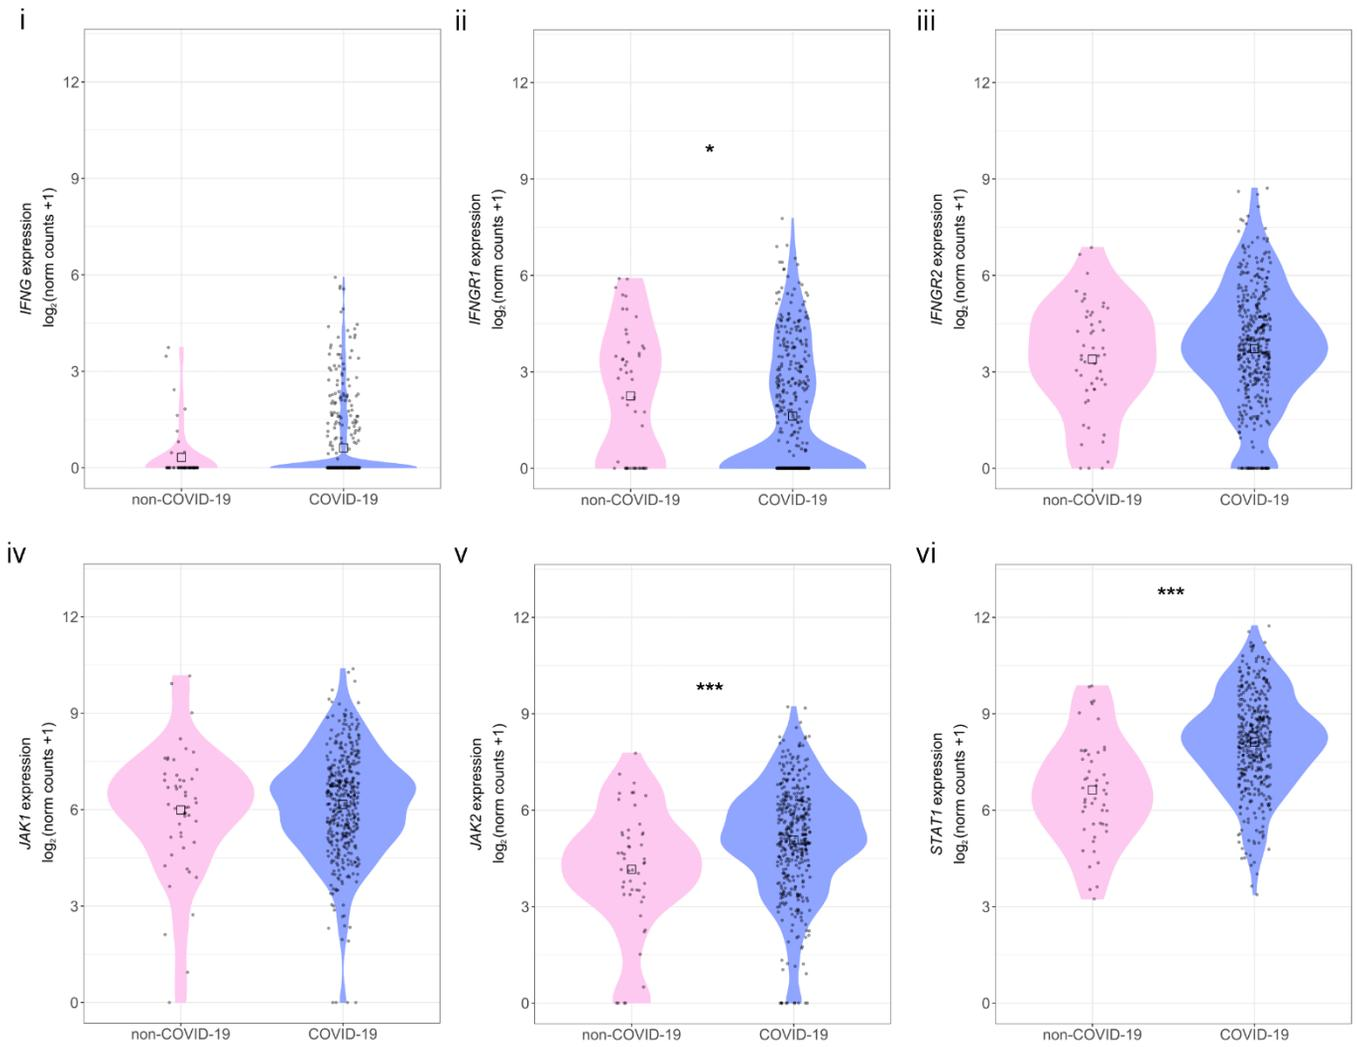 i
12
9
6
3
0
IFNG expression
log₂(norm counts +1)
non-COVID-19 COVID-19
ii
*
12
9
6
3
0
IFNGR1 expression
log₂(norm counts +1)
non-COVID-19 COVID-19
iii
12
9
6
3
0
IFNGR2 expression
log₂(norm counts +1)
non-COVID-19 COVID-19
iv
12
9
6
3
0
JAK1 expression
log₂(norm counts +1)
non-COVID-19 COVID-19
v
***
12
9
6
3
0
JAK2 expression
log₂(norm counts +1)
non-COVID-19 COVID-19
vi
***
12
9
6
3
0
STAT1 expression
log₂(norm counts +1)
non-COVID-19 COVID-19